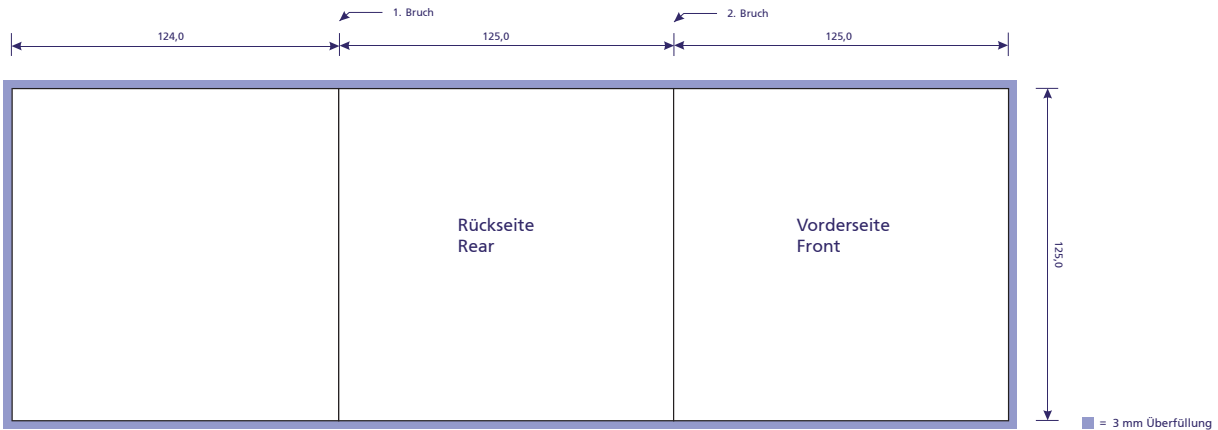 1. Bruch
2. Bruch
124,0
125,0
125,0
Rückseite
Rear
Vorderseite
Front
125,0
= 3 mm Überfüllung